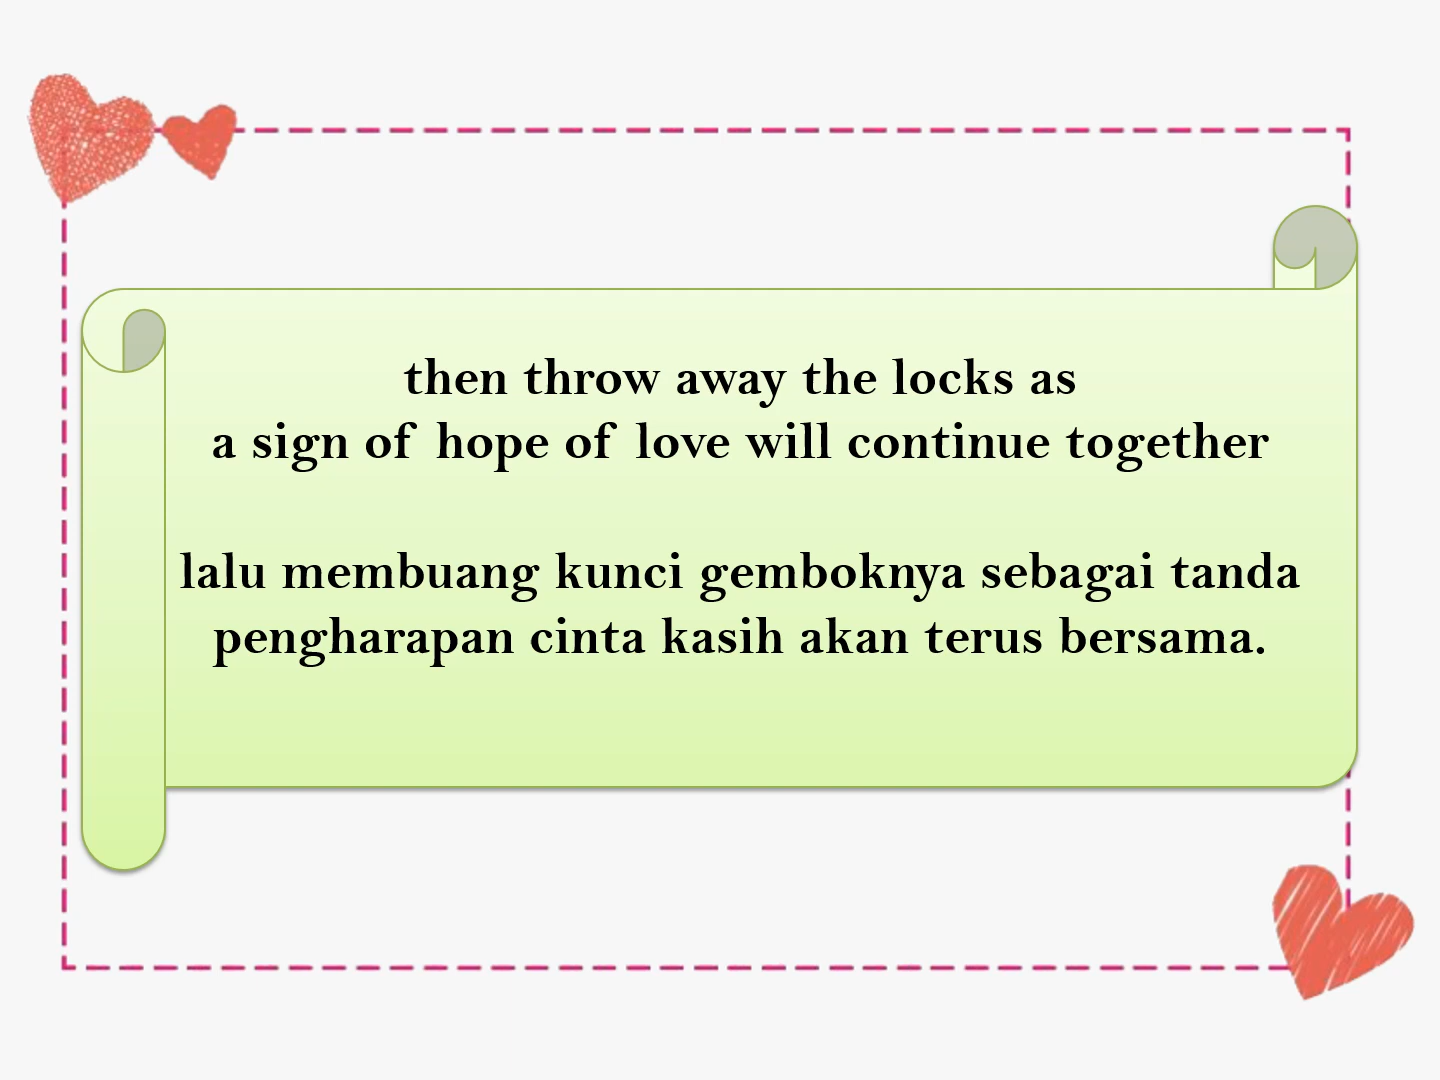 then throw away the locks as
a sign of hope of love will continue together
lalu membuang kunci gemboknya sebagai tanda
pengharapan cinta kasih akan terus bersama.